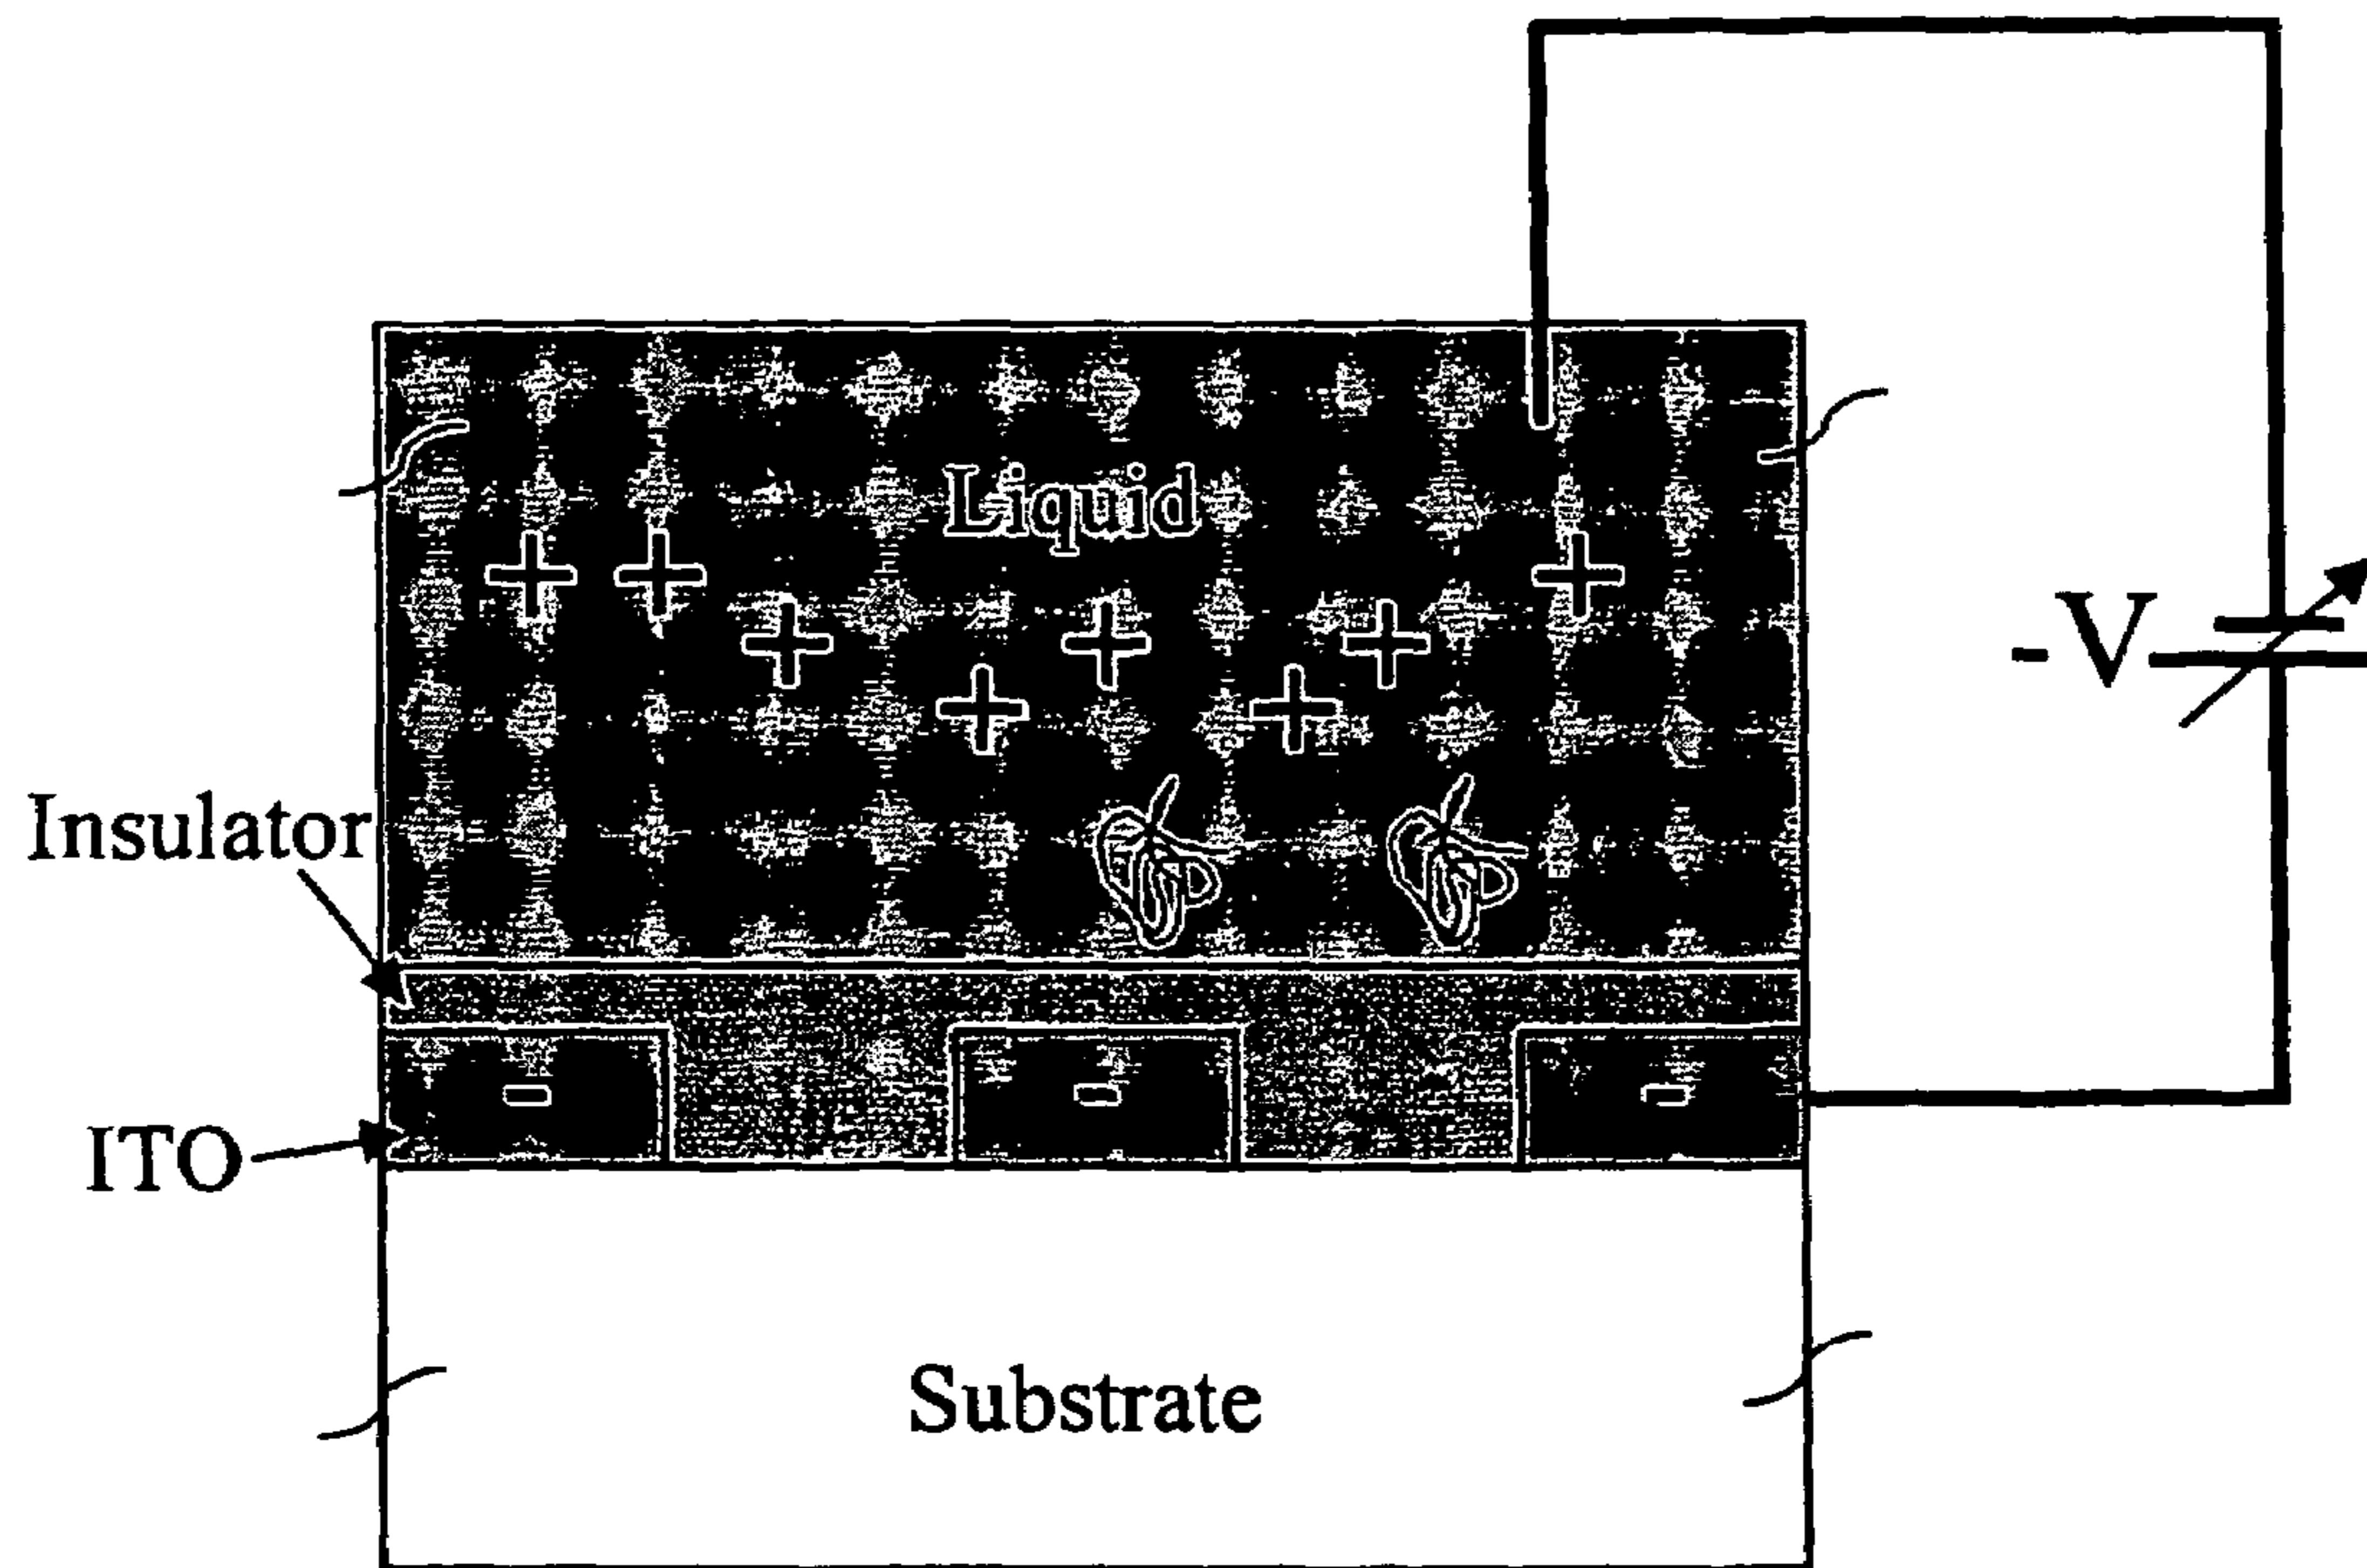 Liquid
+ + + + + + + + +
-V
Insulator
- - -
ITO
Substrate